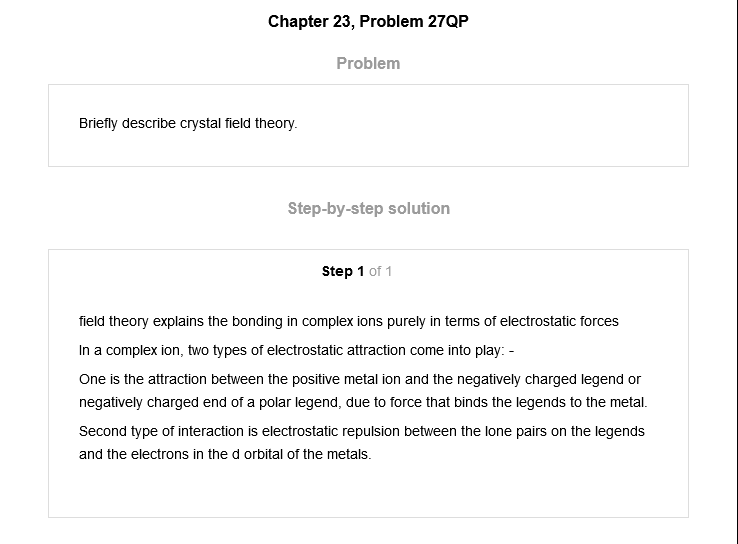 Chapter 23, Problem 27QP
Problem
Briefly describe crystal field theory.
Step-by-step solution
Step 1 of 1
field theory explains the bonding in complex ions purely in terms of electrostatic forces
In a complex ion, two types of electrostatic attraction come into play: -
One is the attraction between the positive metal ion and the negatively charged legend or
negatively charged end of a polar legend, due to force that binds the legends to the metal.
Second type of interaction is electrostatic repulsion between the lone pairs on the legends
and the electrons in the d orbital of the metals.